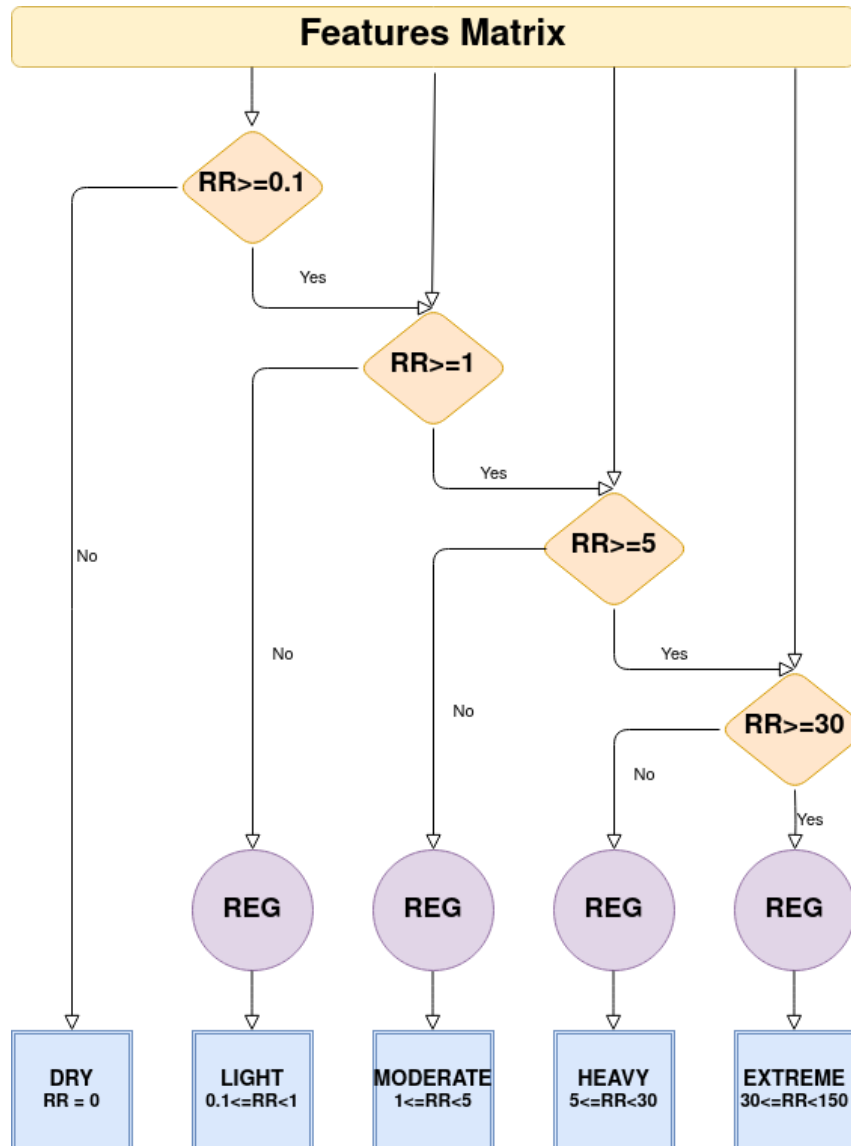 Features Matrix
RR>=0.1
Yes
RR>=1
Yes
RR>=5
No
No
Yes
No
RR>=30
No
Yes
REG
REG
REG
REG
DRY
RR = 0
LIGHT
0.1<=RR<1
MODERATE
1<=RR<5
HEAVY
5<=RR<30
EXTREME
30<=RR<150